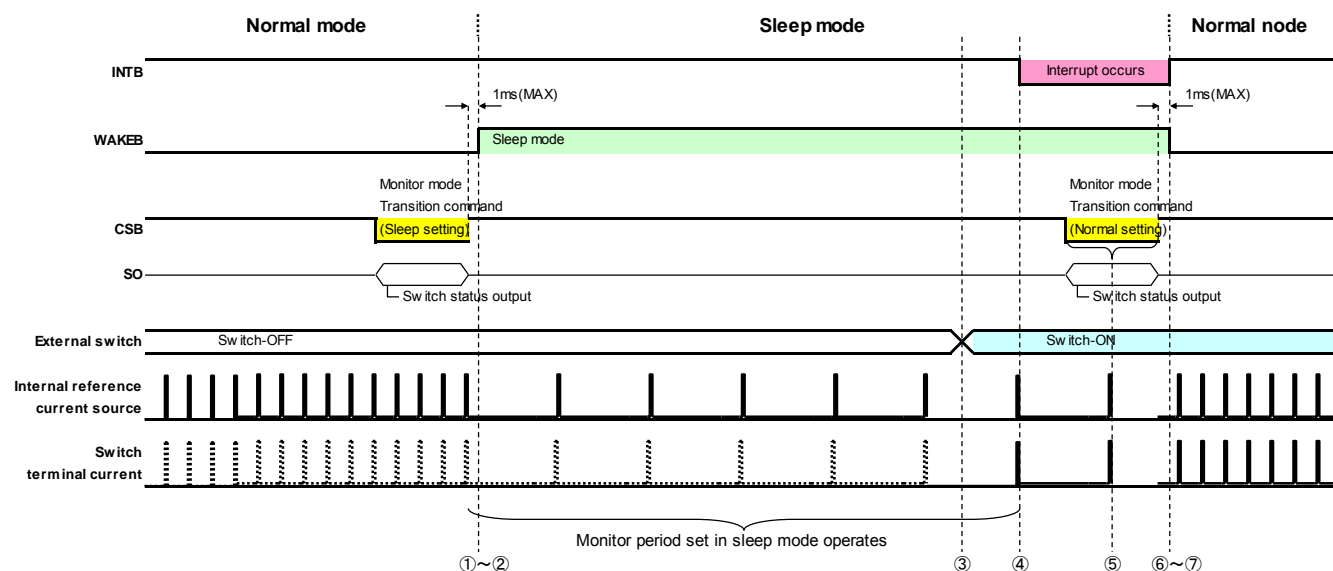 Normal mode
Sleep mode
Normal node
INTB
Interrupt occurs
1ms(MAX)
1ms(MAX)
WAKEB
Sleep mode
Monitor mode
Transition command
(Sleep setting)
Monitor mode
Transition command
(Normal setting)
CSB
SO
Switch status output
Switch status output
External switch
Switch-OFF
Switch-ON
Internal reference
current source
Switch
terminal current
Monitor period set in sleep mode operates
①~②
③
④
⑤
⑥~⑦